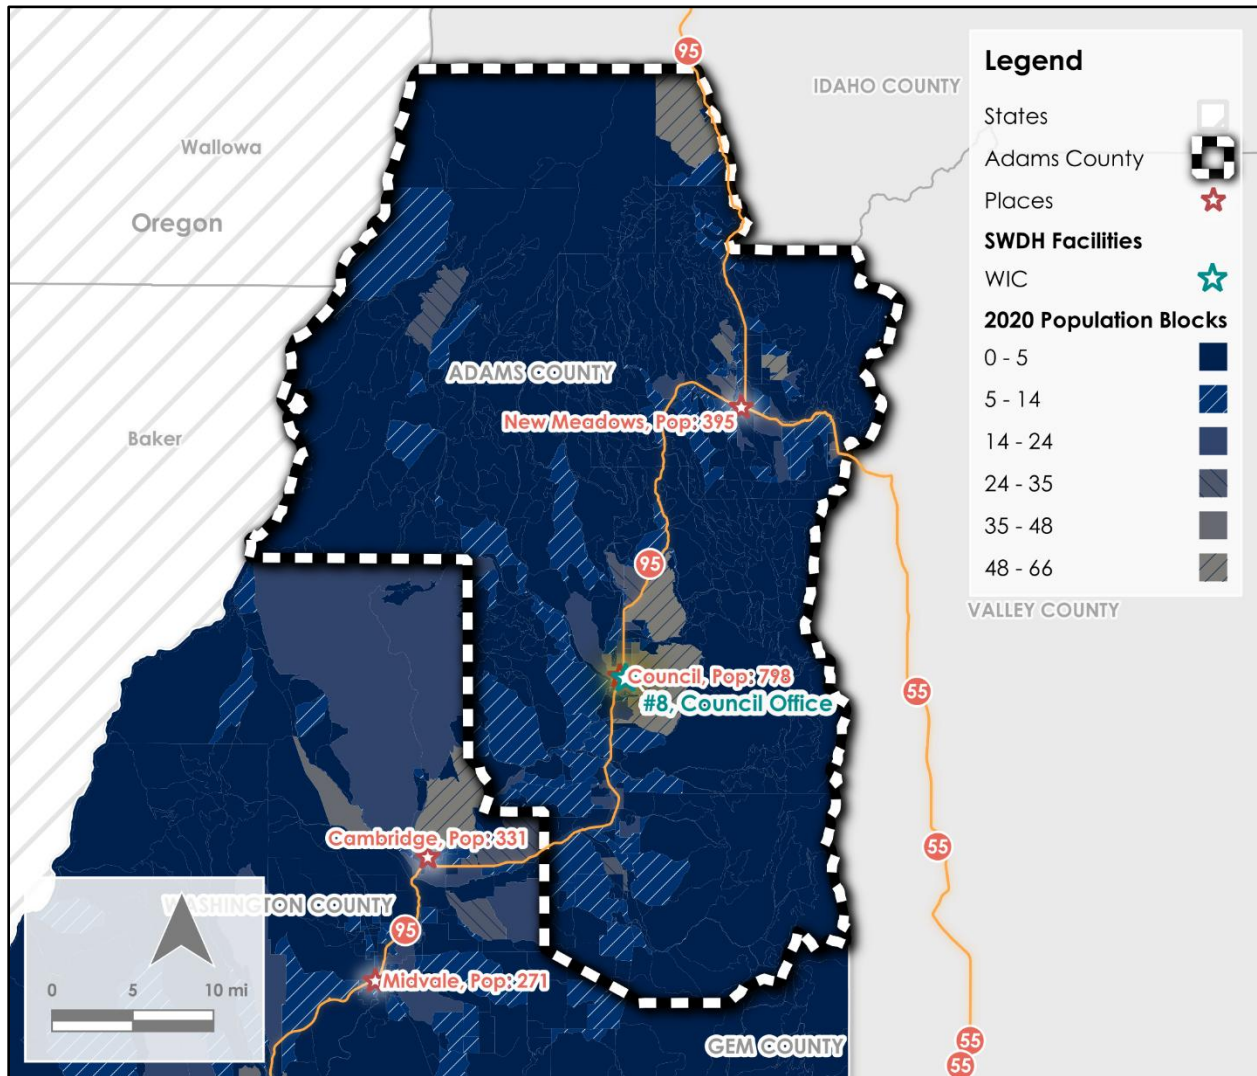 95
IDAHO COUNTY
Wallowa
Oregon
Baker
ADAMS COUNTY
New Meadows, Pop: 395
95
VALLEY COUNTY
Council, Pop: 798
#8, Council Office
55
Cambridge, Pop: 331
55
WASHINGTON COUNTY
95
Midvale, Pop: 271
GEM COUNTY
55
55
0 5 10 mi
Legend
States
Adams County
Places
SWDH Facilities
WIC
2020 Population Blocks
0 - 5
5 - 14
14 - 24
24 - 35
35 - 48
48 - 66